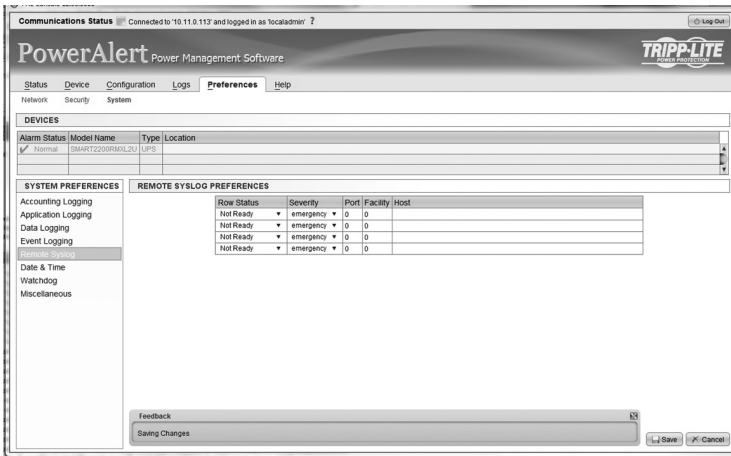 Communications Status Connected to '10.11.0.113' and logged in as 'localadmin' ? Log Out
PowerAlert Power Management Software
TRIPP-LITE
POWER PROTECTION
Status Device Configuration Logs Preferences Help
Network Security System
DEVICES
Alarm Status Model Name Type Location
Normal SMART2200RMXL2U UPS
SYSTEM PREFERENCES
Accounting Logging
Application Logging
Data Logging
Event Logging
Remote Syslog
Date & Time
Watchdog
Miscellaneous
REMOTE SYSLOG PREFERENCES
Row Status Severity Port Facility Host
Not Ready emergency 0 0
Not Ready emergency 0 0
Not Ready emergency 0 0
Not Ready emergency 0 0
Feedback
Saving Changes
Save Cancel